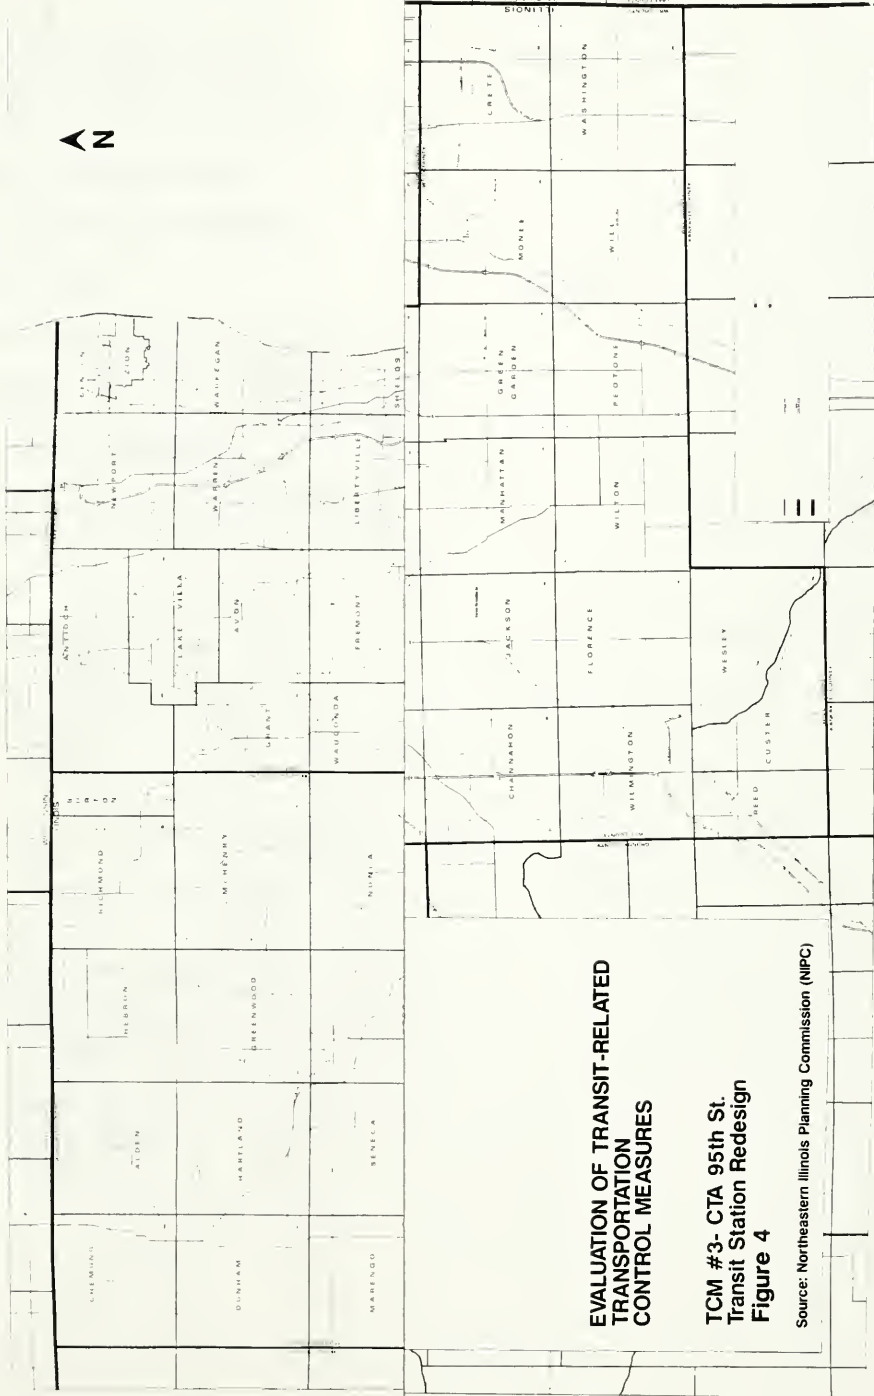 N
ILLINOIS
CRETE
WASHINGTON
MONEE
WILL
ZION
WAUKEGAN
SHIELDS
GREEN
GARDEN
PEOTONE
NEWPORT
WARREN
LIBERTYVILLE
MANHATTAN
WILTON
ANTIOCH
LAKE VILLA
AVON
FREMONT
JACKSON
FLORENCE
WESLEY
GRANT
WAUCONDA
CHANNAHON
WILMINGTON
REED
CUSTER
RICHMOND
MCHENRY
NUNDA
HEBRON
GREENWOOD
ALDEN
HARTLAND
SENECA
CHEMUNG
DUNHAM
MARENGO
EVALUATION OF TRANSIT-RELATED
TRANSPORTATION
CONTROL MEASURES
TCM #3- CTA 95th St.
Transit Station Redesign
Figure 4
Source: Northeastern Illinois Planning Commission (NIPC)